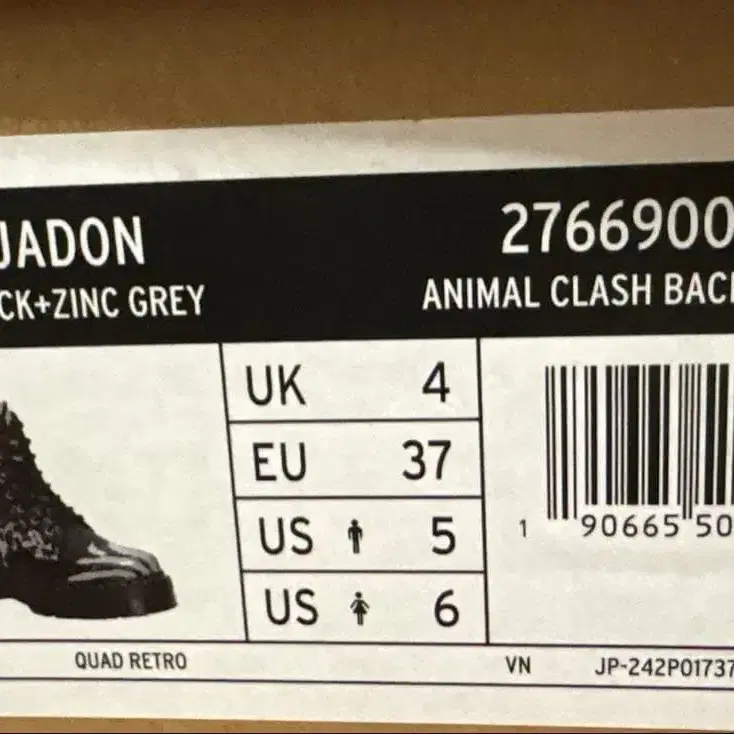 JADON 2766900
CK+ZINC GREY ANIMAL CLASH BAC
UK 4
EU 37
US 5
US 6
1 90665 50
QUAD RETRO VN JP-242P01737